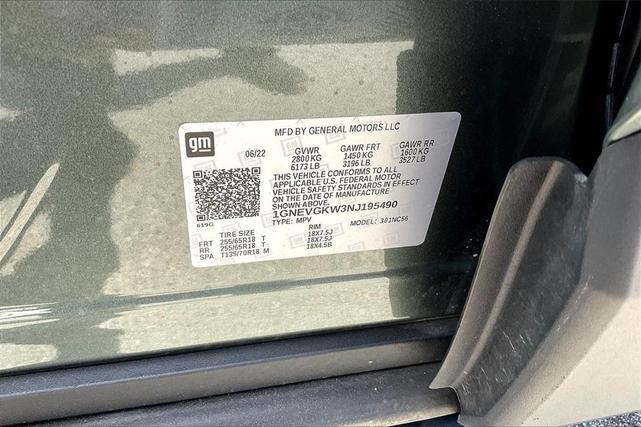 gm
MFD BY GENERAL MOTORS LLC
06/22 GVWR GAWR FRT GAWR RR
2800 KG 1450 KG 1600 KG
6173 LB 3196 LB 3527 LB
THIS VEHICLE CONFORMS TO ALL
APPLICABLE U.S. FEDERAL MOTOR
VEHICLE SAFETY STANDARDS IN EFFECT
ON THE DATE OF MANUFACTURE
SHOWN ABOVE.
1GNEVGKW3NJ195490
619G TYPE: MPV MODEL: 301NC56
TIRE SIZE RIM
FRT 255/65R18 T 18X7.5J
RR 255/65R18 T 18X7.5J
SPA T135/70R18 M 18X4.5B